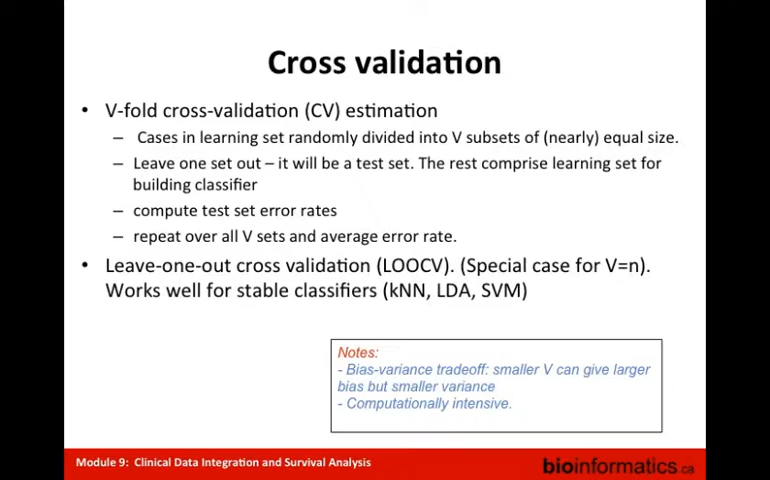 Cross validation
• V-fold cross-validation (CV) estimation
– Cases in learning set randomly divided into V subsets of (nearly) equal size.
– Leave one set out – it will be a test set. The rest comprise learning set for
building classifier
– compute test set error rates
– repeat over all V sets and average error rate.
• Leave-one-out cross validation (LOOCV). (Special case for V=n).
Works well for stable classifiers (kNN, LDA, SVM)
Notes:
- Bias-variance tradeoff: smaller V can give larger
bias but smaller variance
- Computationally intensive.
Module 9: Clinical Data Integration and Survival Analysis
bioinformatics.ca